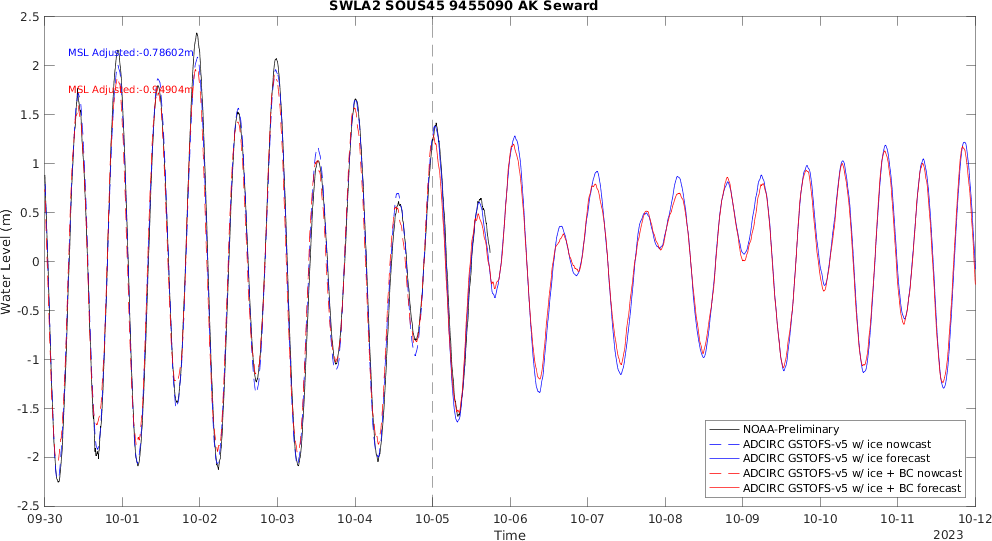 SWLA2 SOUS45 9455090 AK Seward
2.5
2
1.5
1
0.5
0
-0.5
-1
-1.5
-2
-2.5
Water Level (m)
MSL Adjusted:-0.78602m
MSL Adjusted:-0.94904m
NOAA-Preliminary
ADCIRC GSTOFS-v5 w/ ice nowcast
ADCIRC GSTOFS-v5 w/ ice forecast
ADCIRC GSTOFS-v5 w/ ice + BC nowcast
ADCIRC GSTOFS-v5 w/ ice + BC forecast
09-30 10-01 10-02 10-03 10-04 10-05 10-06 10-07 10-08 10-09 10-10 10-11 10-12
Time
2023